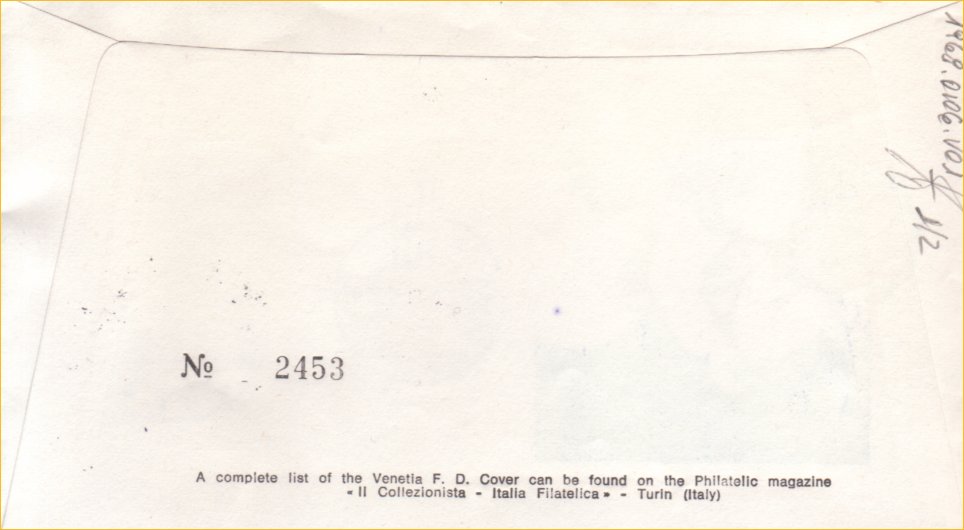 1968.0106.V01
1/2
№ 2453
A complete list of the Venetia F. D. Cover can be found on the Philatelic magazine
« Il Collezionista - Italia Filatelica » - Turin (Italy)